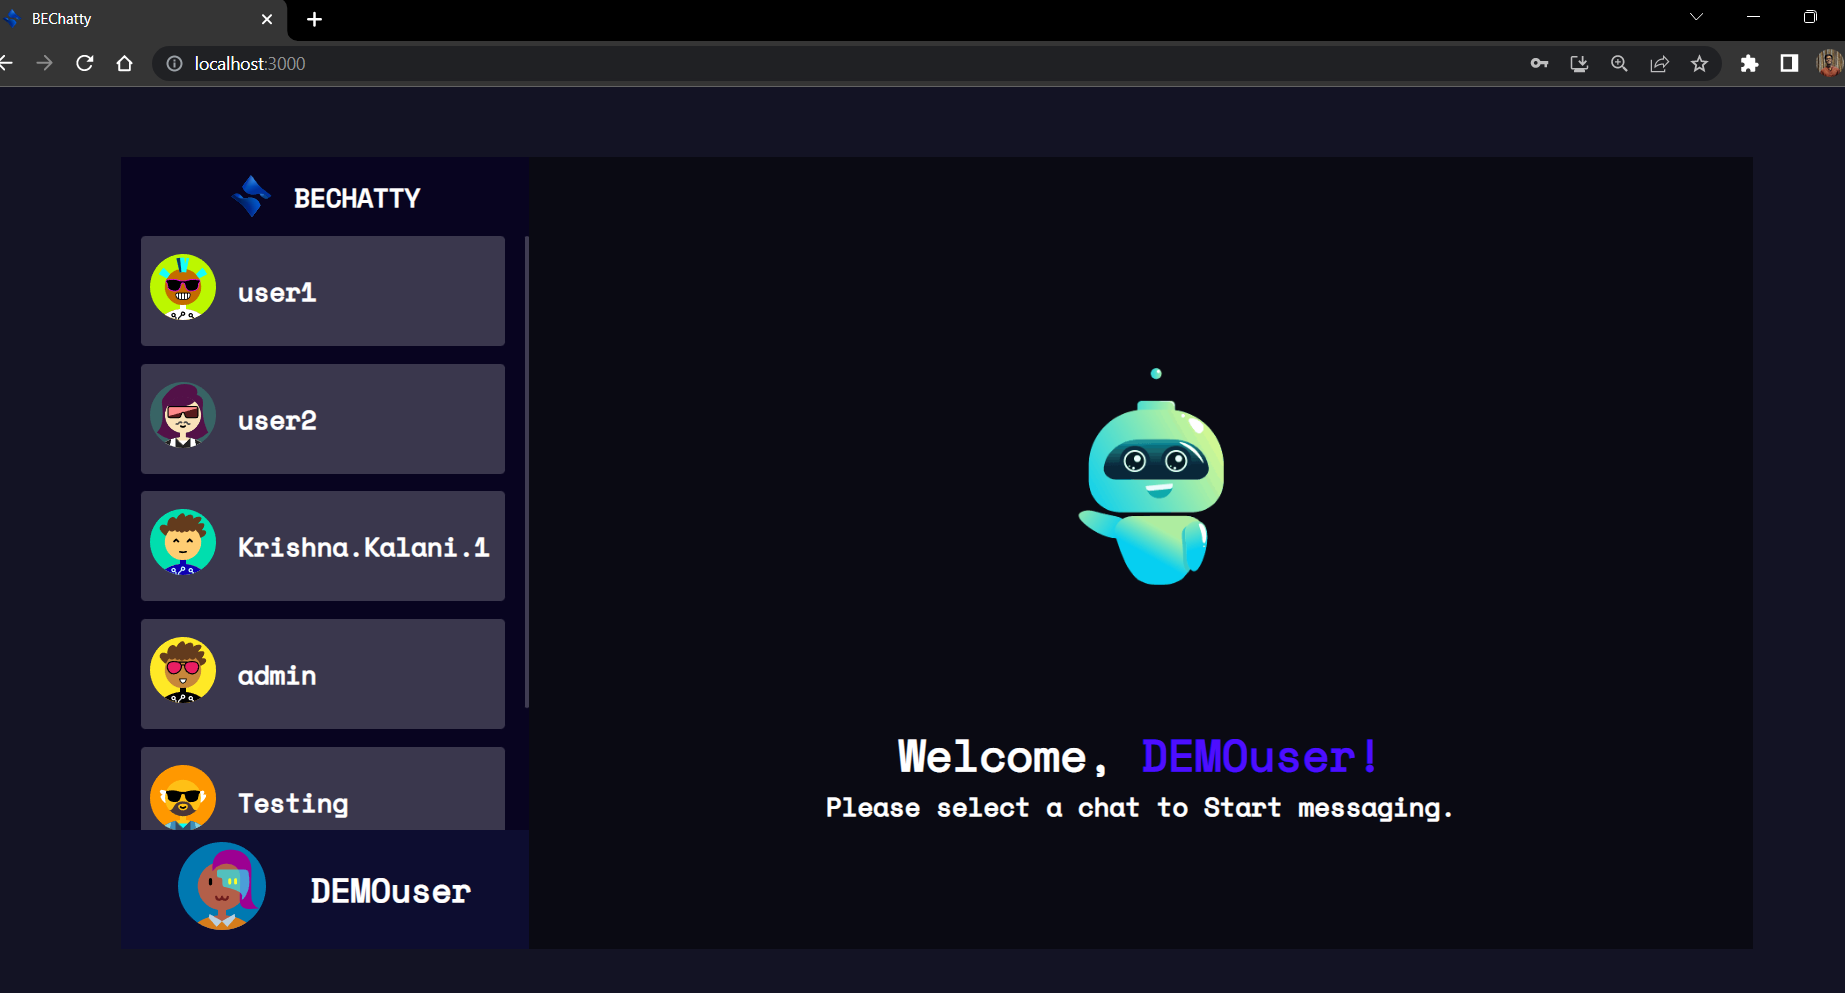 BEChatty
localhost:3000
BECHATTY
user1
user2
Krishna.Kalani.1
admin
Testing
DEMOuser
Welcome, DEMOuser!
Please select a chat to Start messaging.